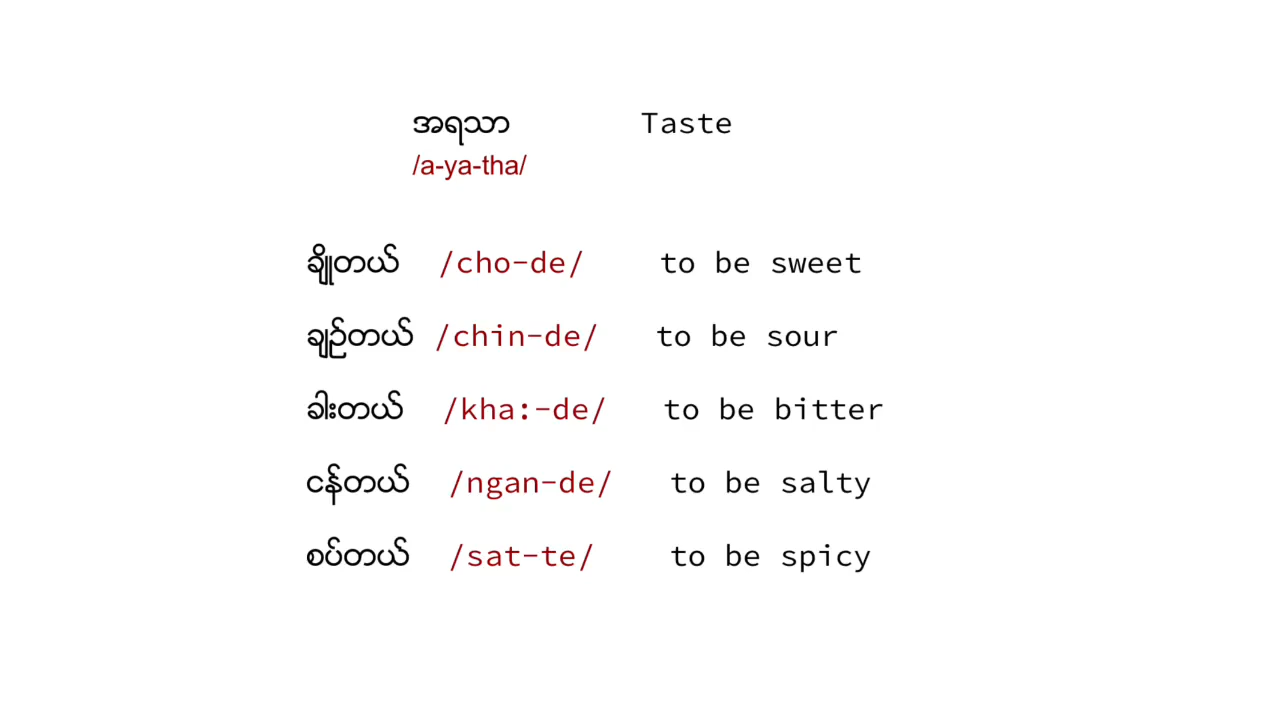 အရသာ Taste
/a-ya-tha/
ချိုတယ် /cho-de/ to be sweet
ချဉ်တယ် /chin-de/ to be sour
ခါးတယ် /kha:-de/ to be bitter
ငန်တယ် /ngan-de/ to be salty
စပ်တယ် /sat-te/ to be spicy